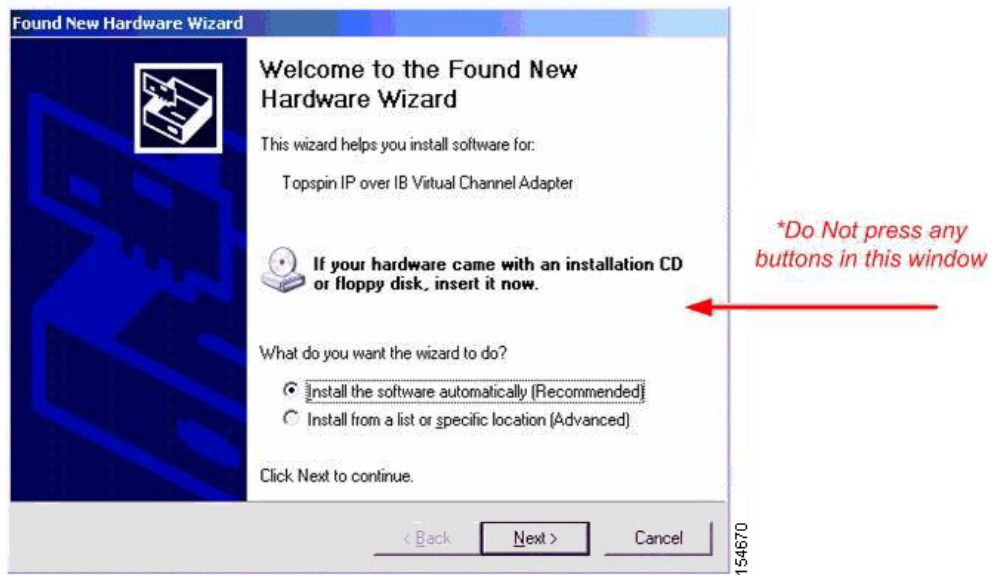 Found New Hardware Wizard
Welcome to the Found New
Hardware Wizard
This wizard helps you install software for:
Topspin IP over IB Virtual Channel Adapter
If your hardware came with an installation CD
or floppy disk, insert it now.
What do you want the wizard to do?
Install the software automatically (Recommended)
Install from a list or specific location (Advanced)
Click Next to continue.
< Back
Next >
Cancel
*Do Not press any
buttons in this window
154670